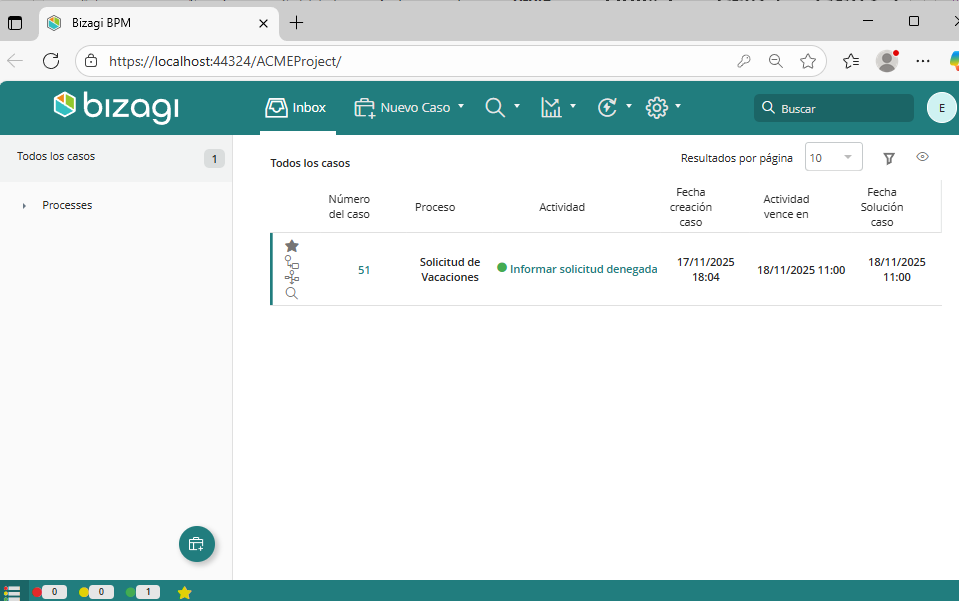 Bizagi BPM
https://localhost:44324/ACMEProject/
bizagi
Inbox
Nuevo Caso
Buscar
E
Todos los casos
1
Processes
Todos los casos
Resultados por página
10
Número
del caso
Proceso
Actividad
Fecha
creación
caso
Actividad
vence en
Fecha
Solución
caso
51
Solicitud de
Vacaciones
Informar solicitud denegada
17/11/2025
18:04
18/11/2025 11:00
18/11/2025
11:00
0
0
1